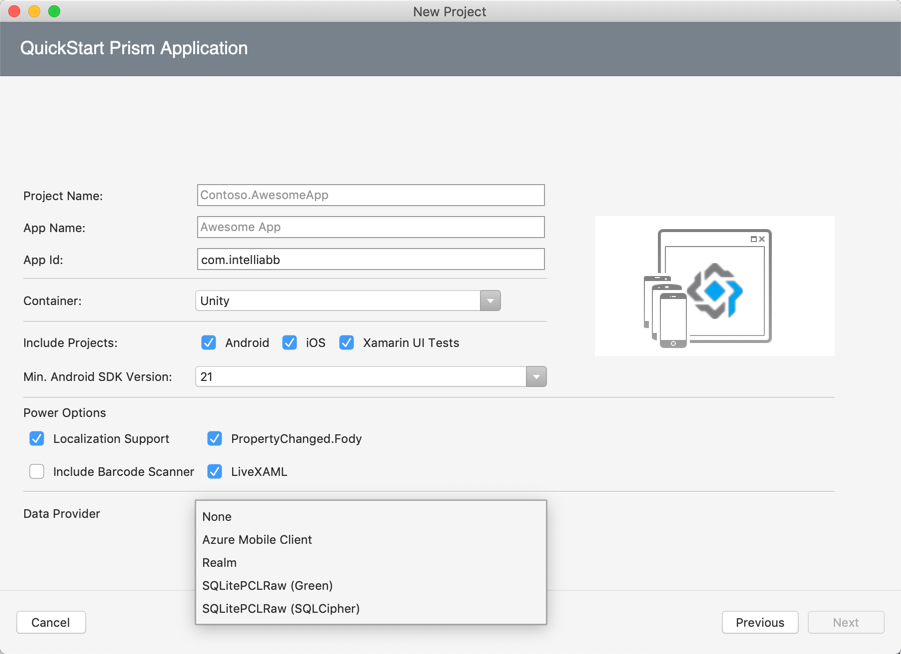 New Project
QuickStart Prism Application
Project Name: Contoso.AwesomeApp
App Name: Awesome App
App Id: com.intelliabb
Container: Unity
Include Projects: Android iOS Xamarin UI Tests
Min. Android SDK Version: 21
Power Options
Localization Support PropertyChanged.Fody
Include Barcode Scanner LiveXAML
Data Provider
None
Azure Mobile Client
Realm
SQLitePCLRaw (Green)
SQLitePCLRaw (SQLCipher)
Cancel Previous Next